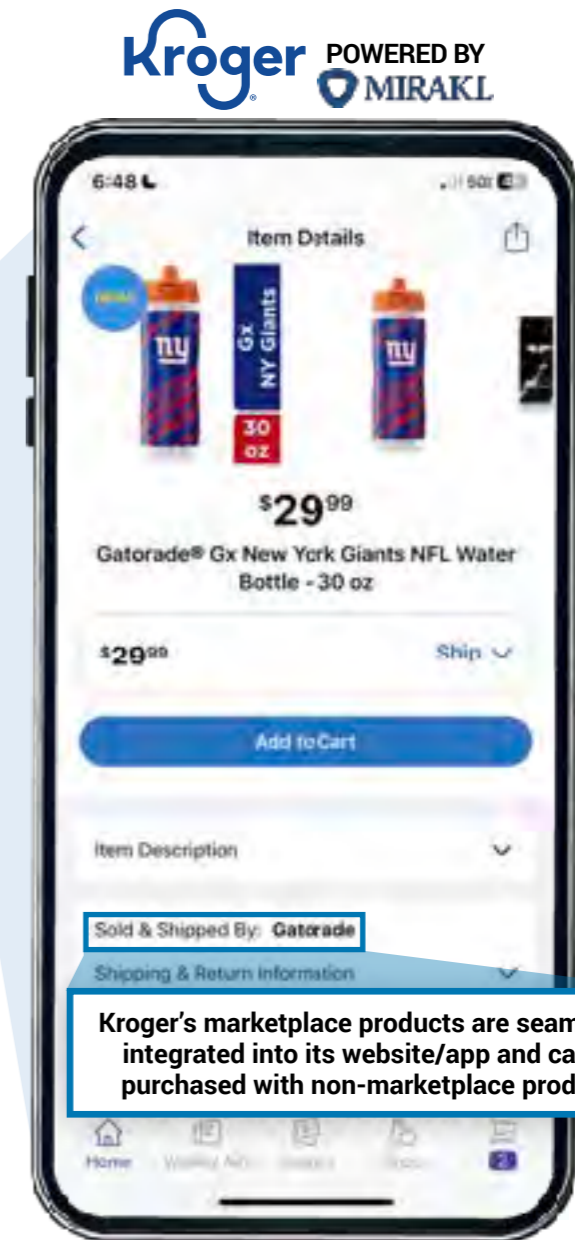 Kroger
POWERED BY
MIRAKL
6:48
Item Details
ny
Gx
NY Giants
30
oz
ny
$29.99
Gatorade® Gx New York Giants NFL Water
Bottle - 30 oz
$29.99
Ship
Add to Cart
Item Description
Sold & Shipped By: Gatorade
Shipping & Return Information
Kroger's marketplace products are seam
integrated into its website/app and ca
purchased with non-marketplace prod
Home